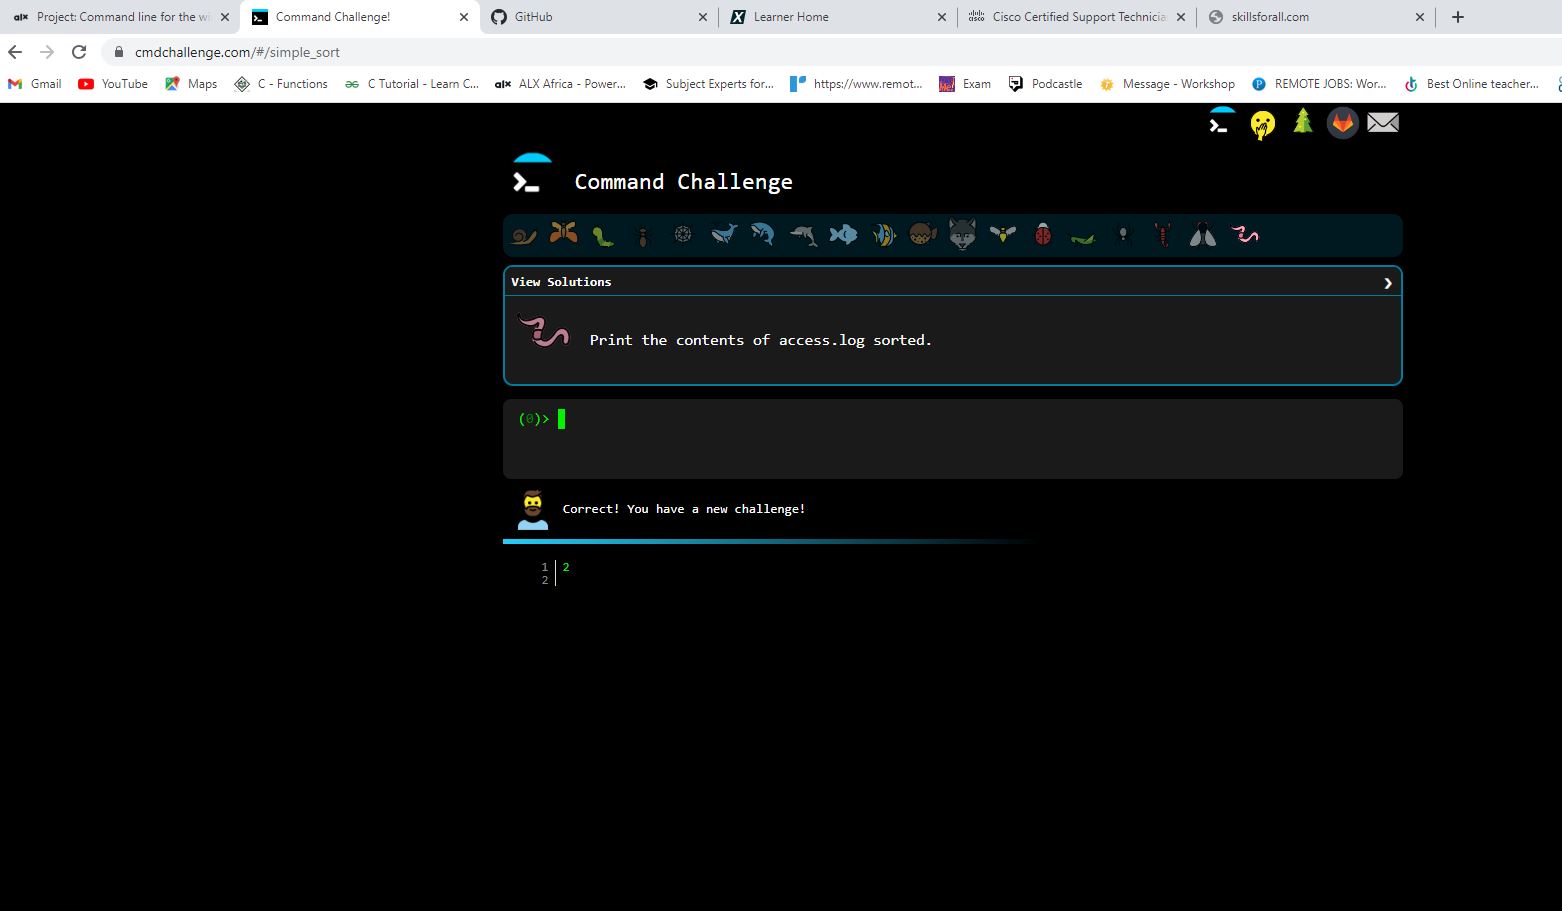 alx Project: Command line for the wi
Command Challenge!
GitHub
Learner Home
Cisco Certified Support Technicia
skillsforall.com
cmdchallenge.com/#/simple_sort
Gmail
YouTube
Maps
C - Functions
C Tutorial - Learn C...
alx ALX Africa - Power...
Subject Experts for...
https://www.remot...
Exam
Podcastle
Message - Workshop
REMOTE JOBS: Wor...
Best Online teacher...
Command Challenge
View Solutions
Print the contents of access.log sorted.
(0)>
Correct! You have a new challenge!
1 2
2